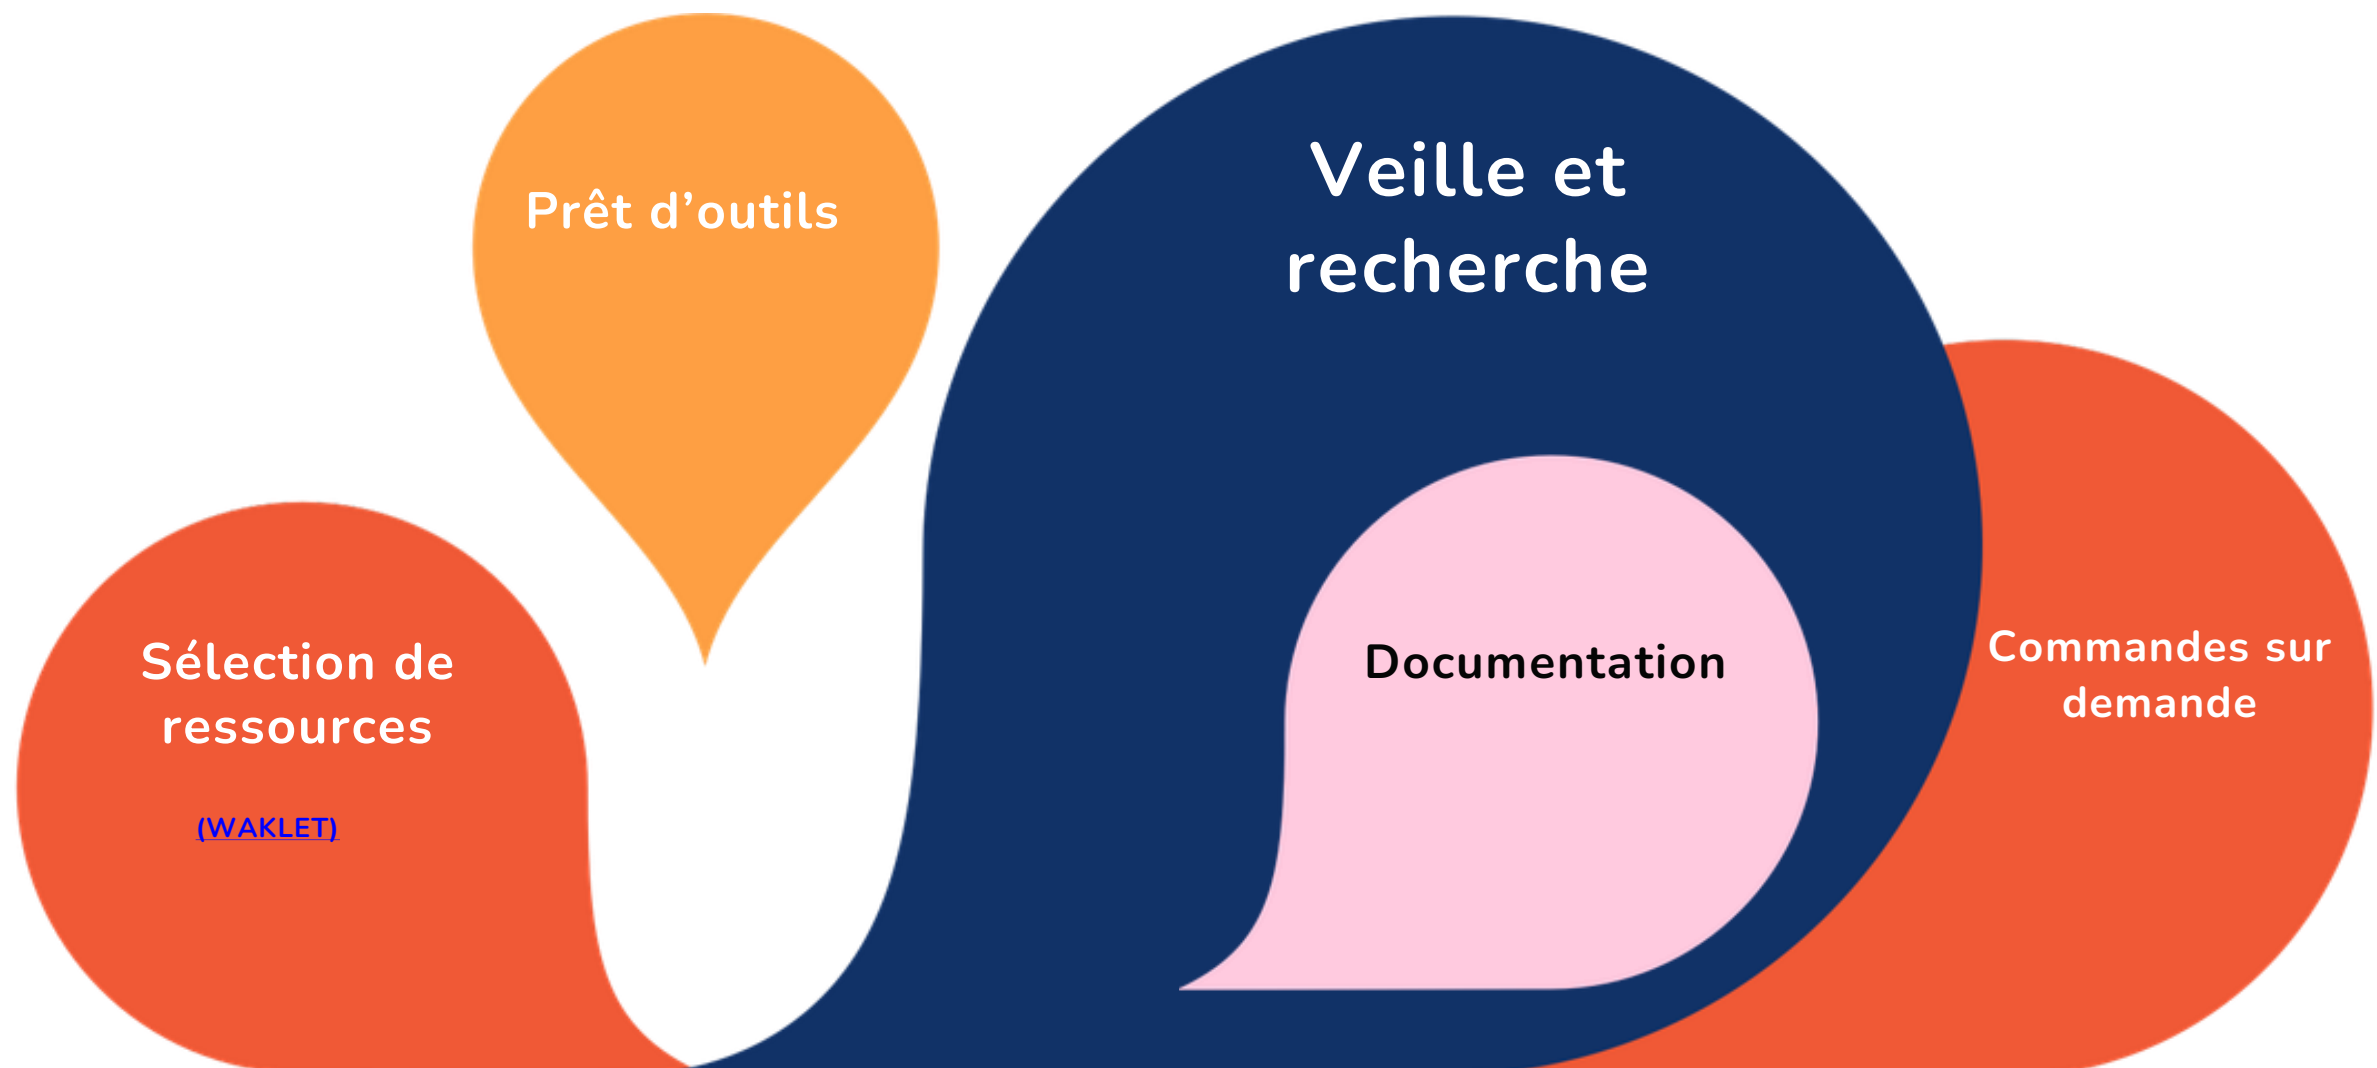 Prêt d’outils
Veille et
recherche
Sélection de
ressources
(WAKLET)
Documentation
Commandes sur
demande